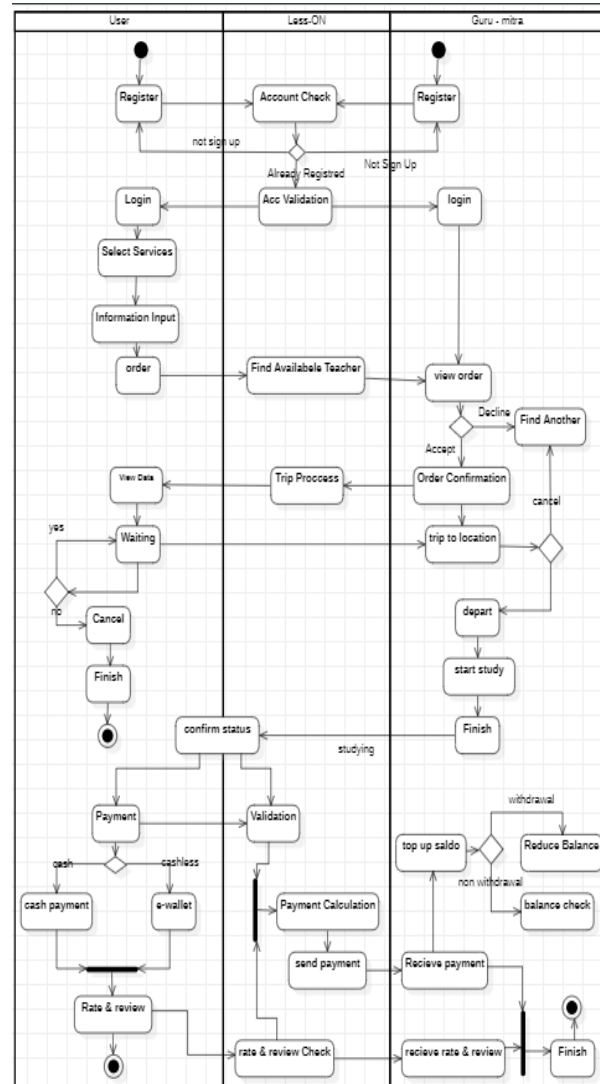 User
Less-ON
Guru - mitra
Register
Account Check
Register
not sign up
Not Sign Up
Already Registred
Login
Acc Validation
login
Select Services
Information Input
order
Find Availabele Teacher
view order
Decline
Find Another
Accept
View Data
Trip Proccess
Order Confirmation
cancel
yes
Waiting
trip to location
no
Cancel
depart
Finish
start study
confirm status
Finish
studying
Payment
Validation
withdrawal
top up saldo
Reduce Balance
cash
cashless
non withdrawal
cash payment
e-wallet
Payment Calculation
balance check
send payment
Recieve payment
Rate & review
rate & review Check
recieve rate & review
Finish